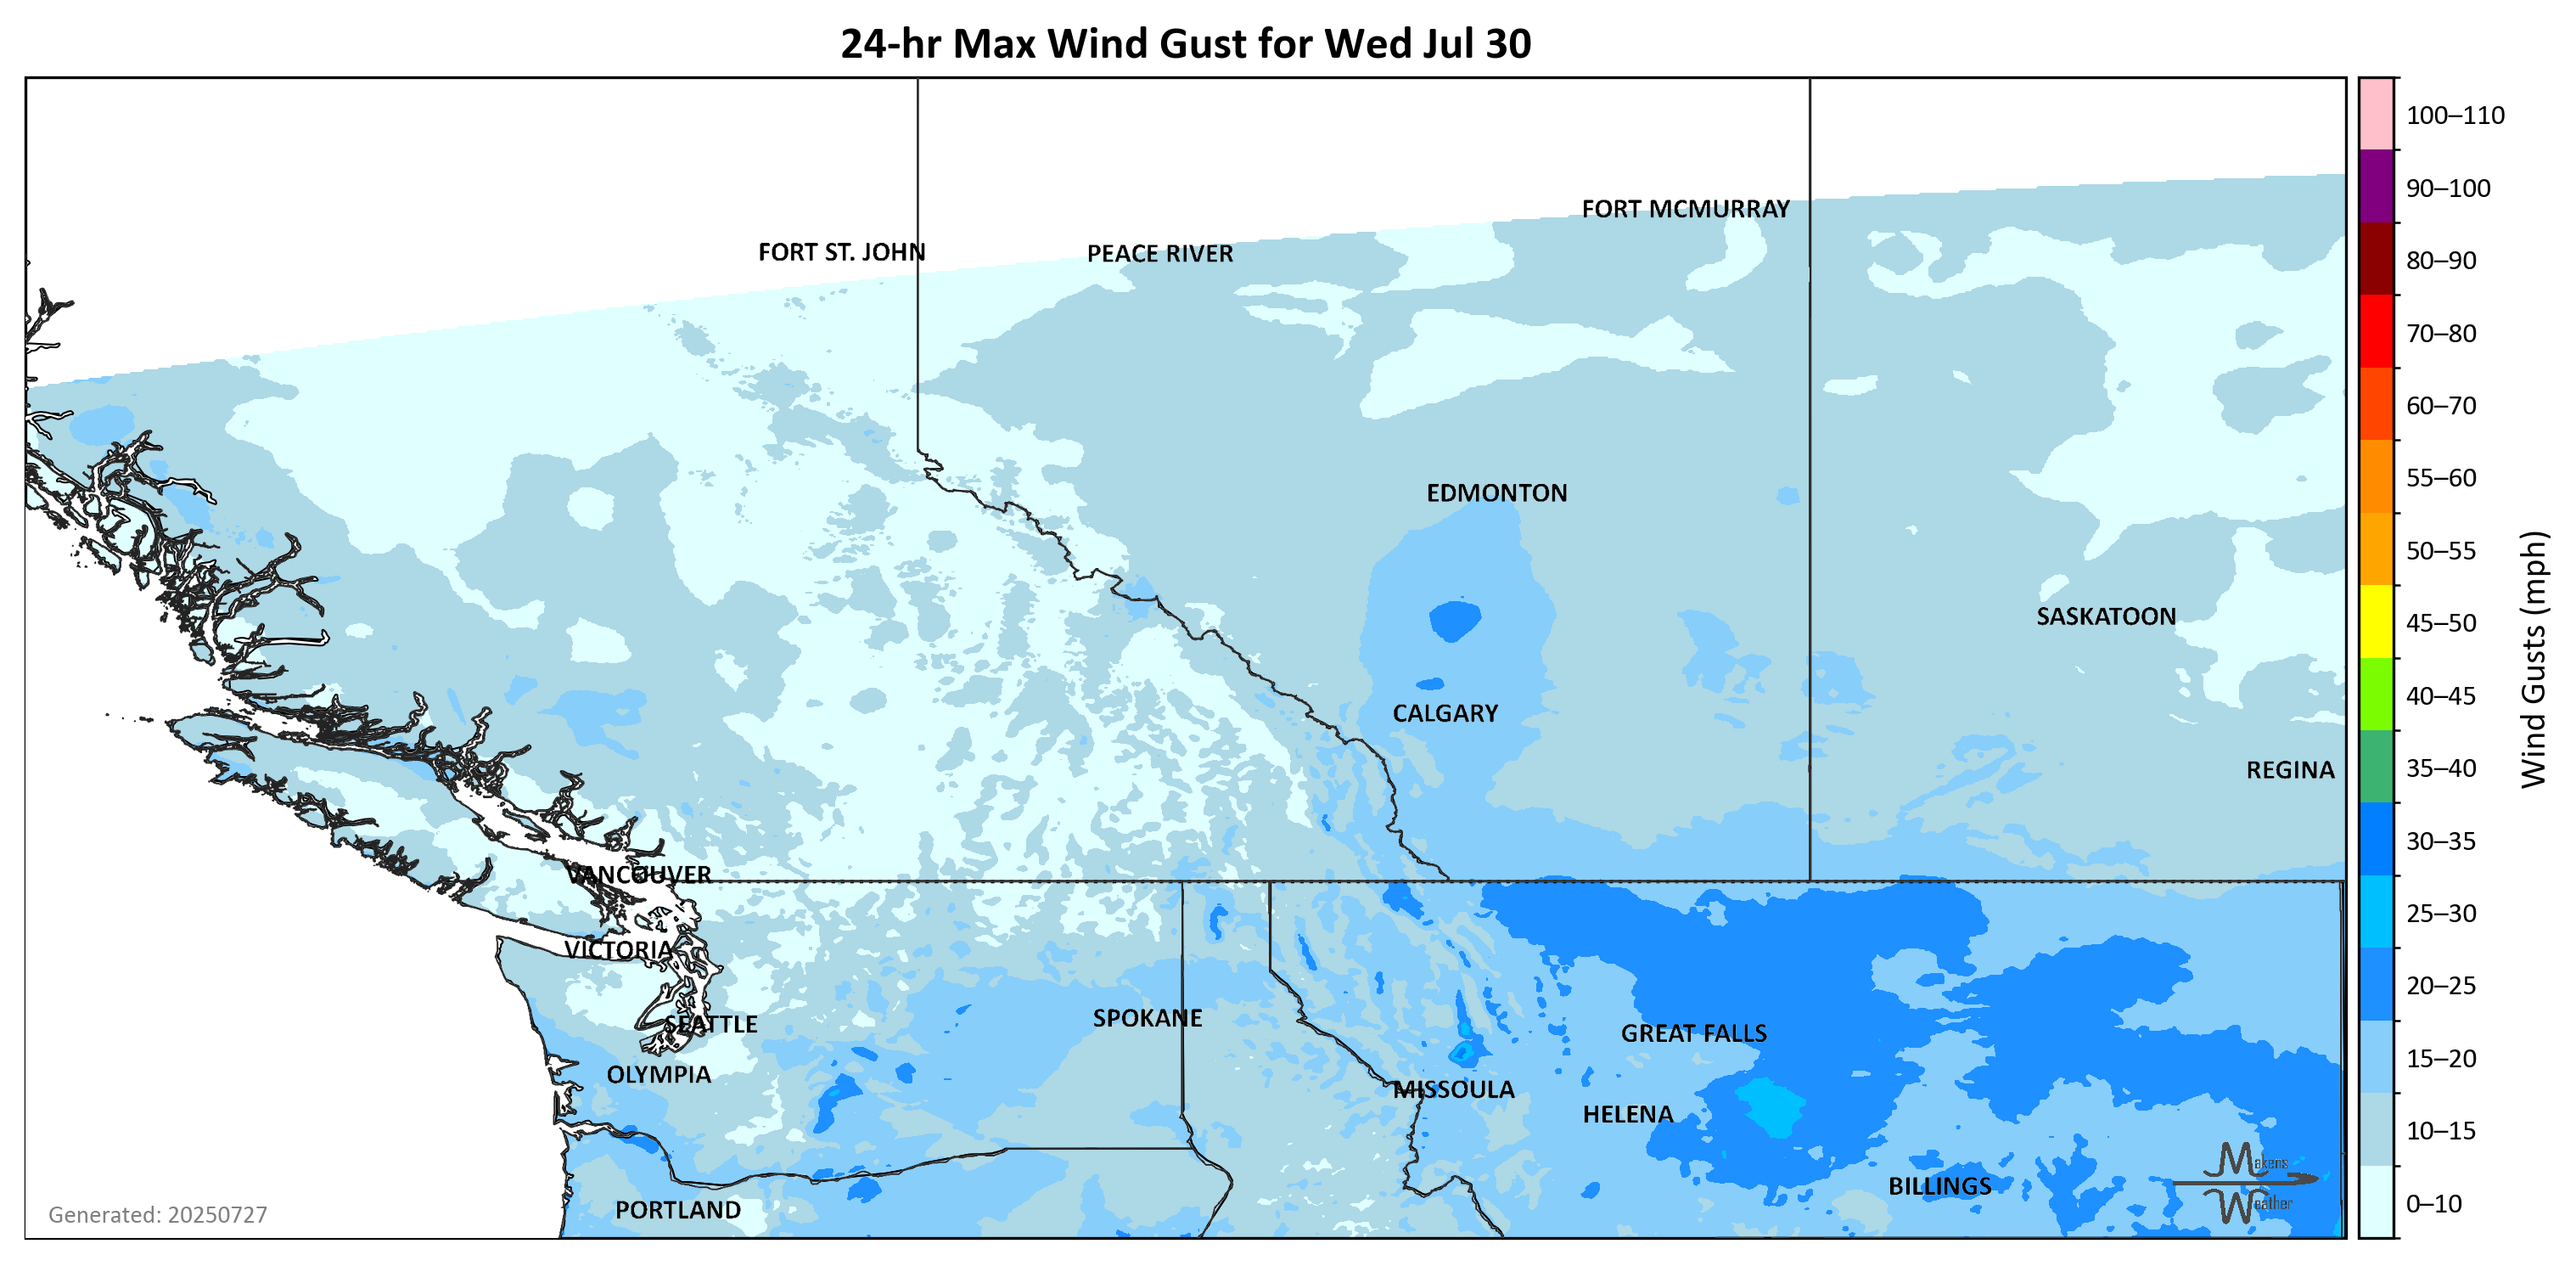 24-hr Max Wind Gust for Wed Jul 30
FORT MCMURRAY
FORT ST. JOHN
PEACE RIVER
EDMONTON
SASKATOON
CALGARY
REGINA
VANCOUVER
VICTORIA
SPOKANE
SEATTLE
GREAT FALLS
OLYMPIA
MISSOULA
HELENA
BILLINGS
PORTLAND
Makens
Weather
Generated: 20250727
100–110
90–100
80–90
70–80
60–70
55–60
50–55
45–50
40–45
35–40
30–35
25–30
20–25
15–20
10–15
0–10
Wind Gusts (mph)